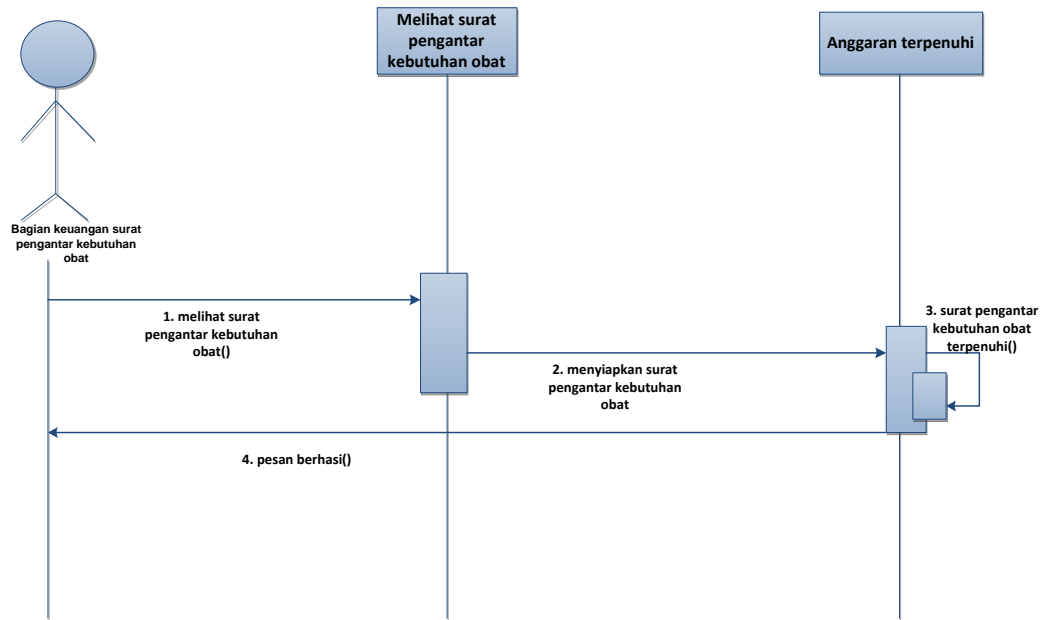 Melihat surat
pengantar
kebutuhan obat
Anggaran terpenuhi
Bagian keuangan surat
pengantar kebutuhan
obat
1. melihat surat
pengantar kebutuhan
obat()
3. surat pengantar
kebutuhan obat
terpenuhi()
2. menyiapkan surat
pengantar kebutuhan
obat
4. pesan berhasi()